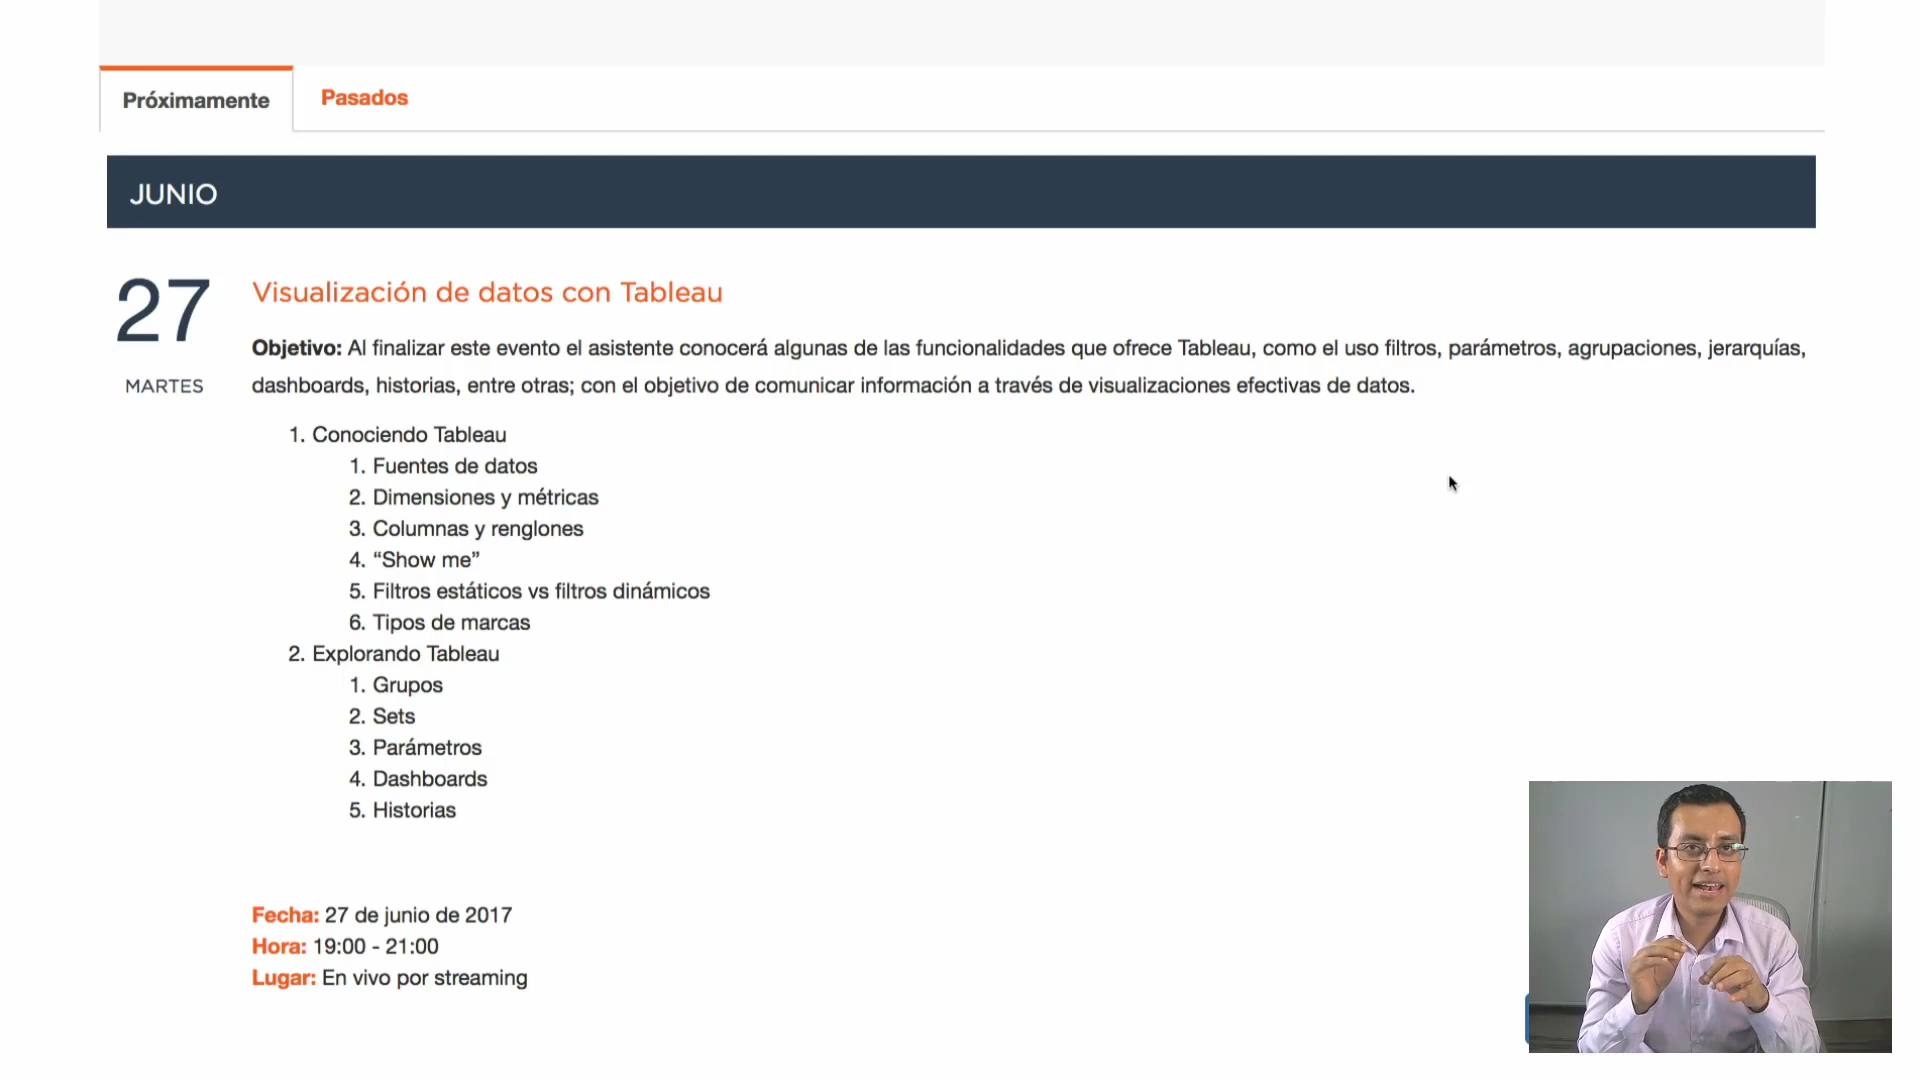 Próximamente
Pasados
JUNIO
27
MARTES
Visualización de datos con Tableau
Objetivo: Al finalizar este evento el asistente conocerá algunas de las funcionalidades que ofrece Tableau, como el uso filtros, parámetros, agrupaciones, jerarquías,
dashboards, historias, entre otras; con el objetivo de comunicar información a través de visualizaciones efectivas de datos.
1. Conociendo Tableau
1. Fuentes de datos
2. Dimensiones y métricas
3. Columnas y renglones
4. “Show me”
5. Filtros estáticos vs filtros dinámicos
6. Tipos de marcas
2. Explorando Tableau
1. Grupos
2. Sets
3. Parámetros
4. Dashboards
5. Historias
Fecha: 27 de junio de 2017
Hora: 19:00 - 21:00
Lugar: En vivo por streaming